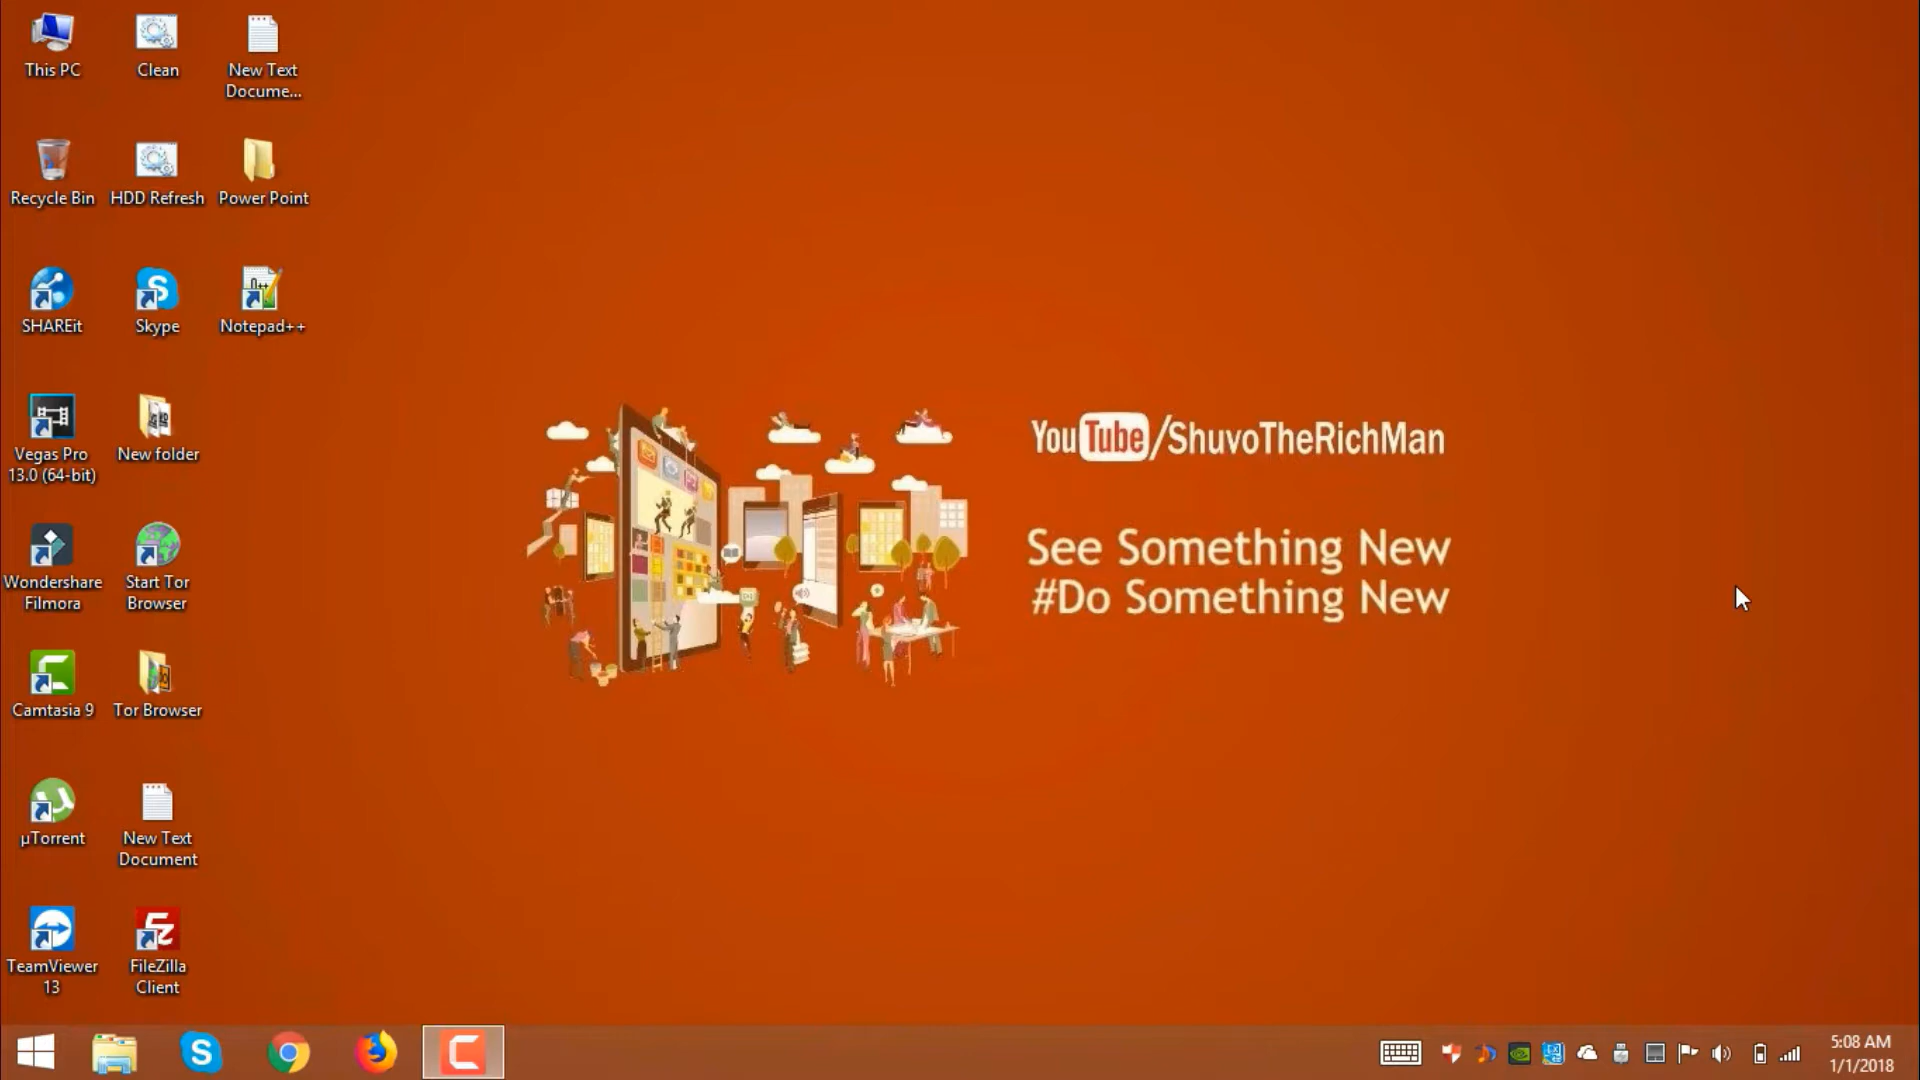 This PC
Clean
New Text
Docume...
Recycle Bin
HDD Refresh
Power Point
SHAREit
Skype
Notepad++
Vegas Pro
13.0 (64-bit)
New folder
Wondershare
Filmora
Start Tor
Browser
Camtasia 9
Tor Browser
µTorrent
New Text
Document
TeamViewer
13
FileZilla
Client
YouTube/ShuvoTheRichMan
See Something New
#Do Something New
5:08 AM
1/1/2018